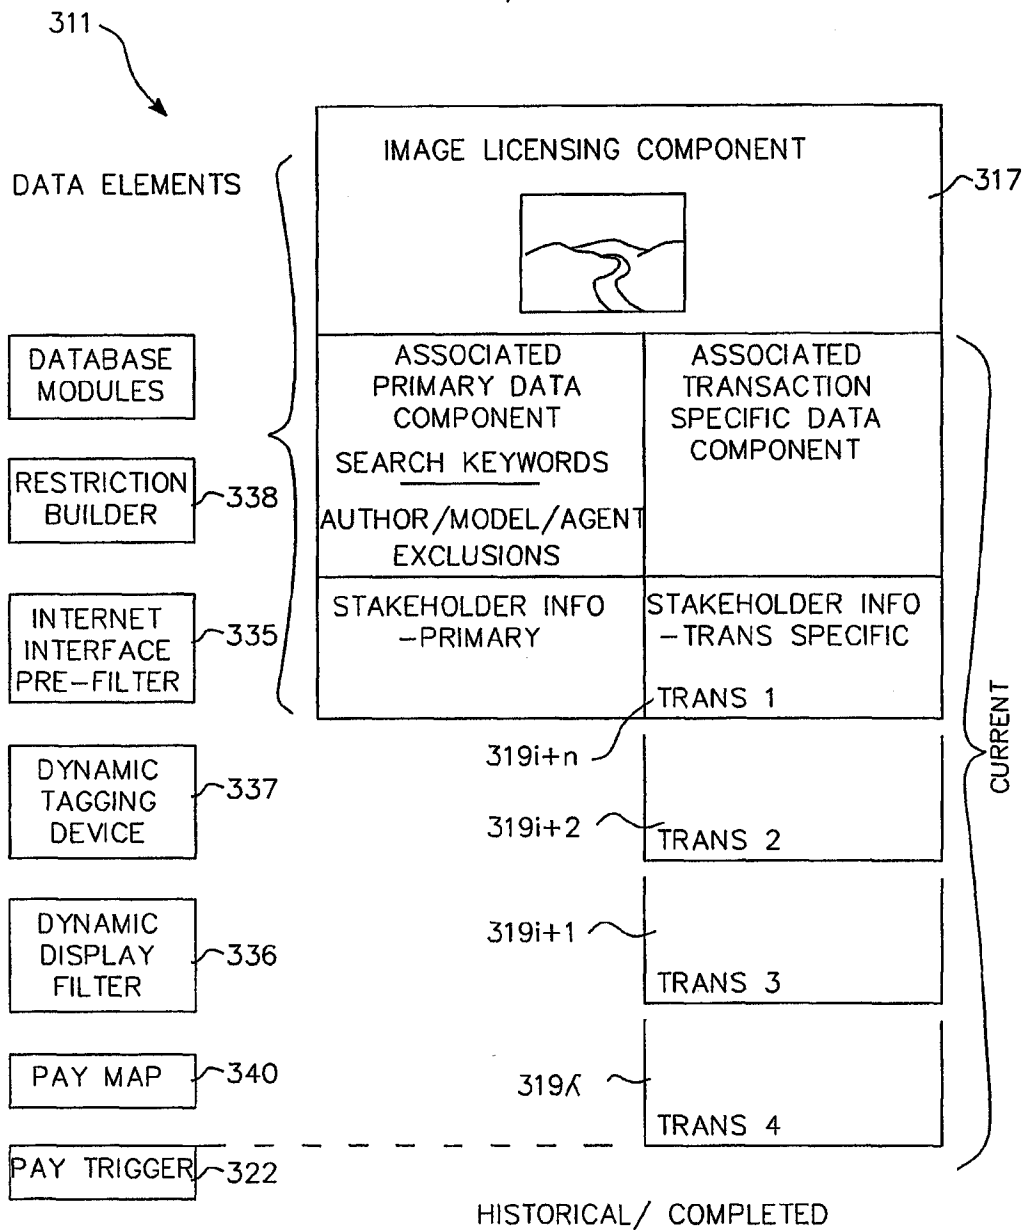 311
DATA ELEMENTS
IMAGE LICENSING COMPONENT
317
DATABASE
MODULES
RESTRICTION
BUILDER
338
INTERNET
INTERFACE
PRE-FILTER
335
DYNAMIC
TAGGING
DEVICE
337
DYNAMIC
DISPLAY
FILTER
336
PAY MAP
340
PAY TRIGGER
322
ASSOCIATED
PRIMARY DATA
COMPONENT
SEARCH KEYWORDS
AUTHOR/MODEL/AGENT
EXCLUSIONS
ASSOCIATED
TRANSACTION
SPECIFIC DATA
COMPONENT
STAKEHOLDER INFO
-PRIMARY
STAKEHOLDER INFO
-TRANS SPECIFIC
TRANS 1
319i+n
319i+2
TRANS 2
319i+1
TRANS 3
319
TRANS 4
CURRENT
HISTORICAL/ COMPLETED